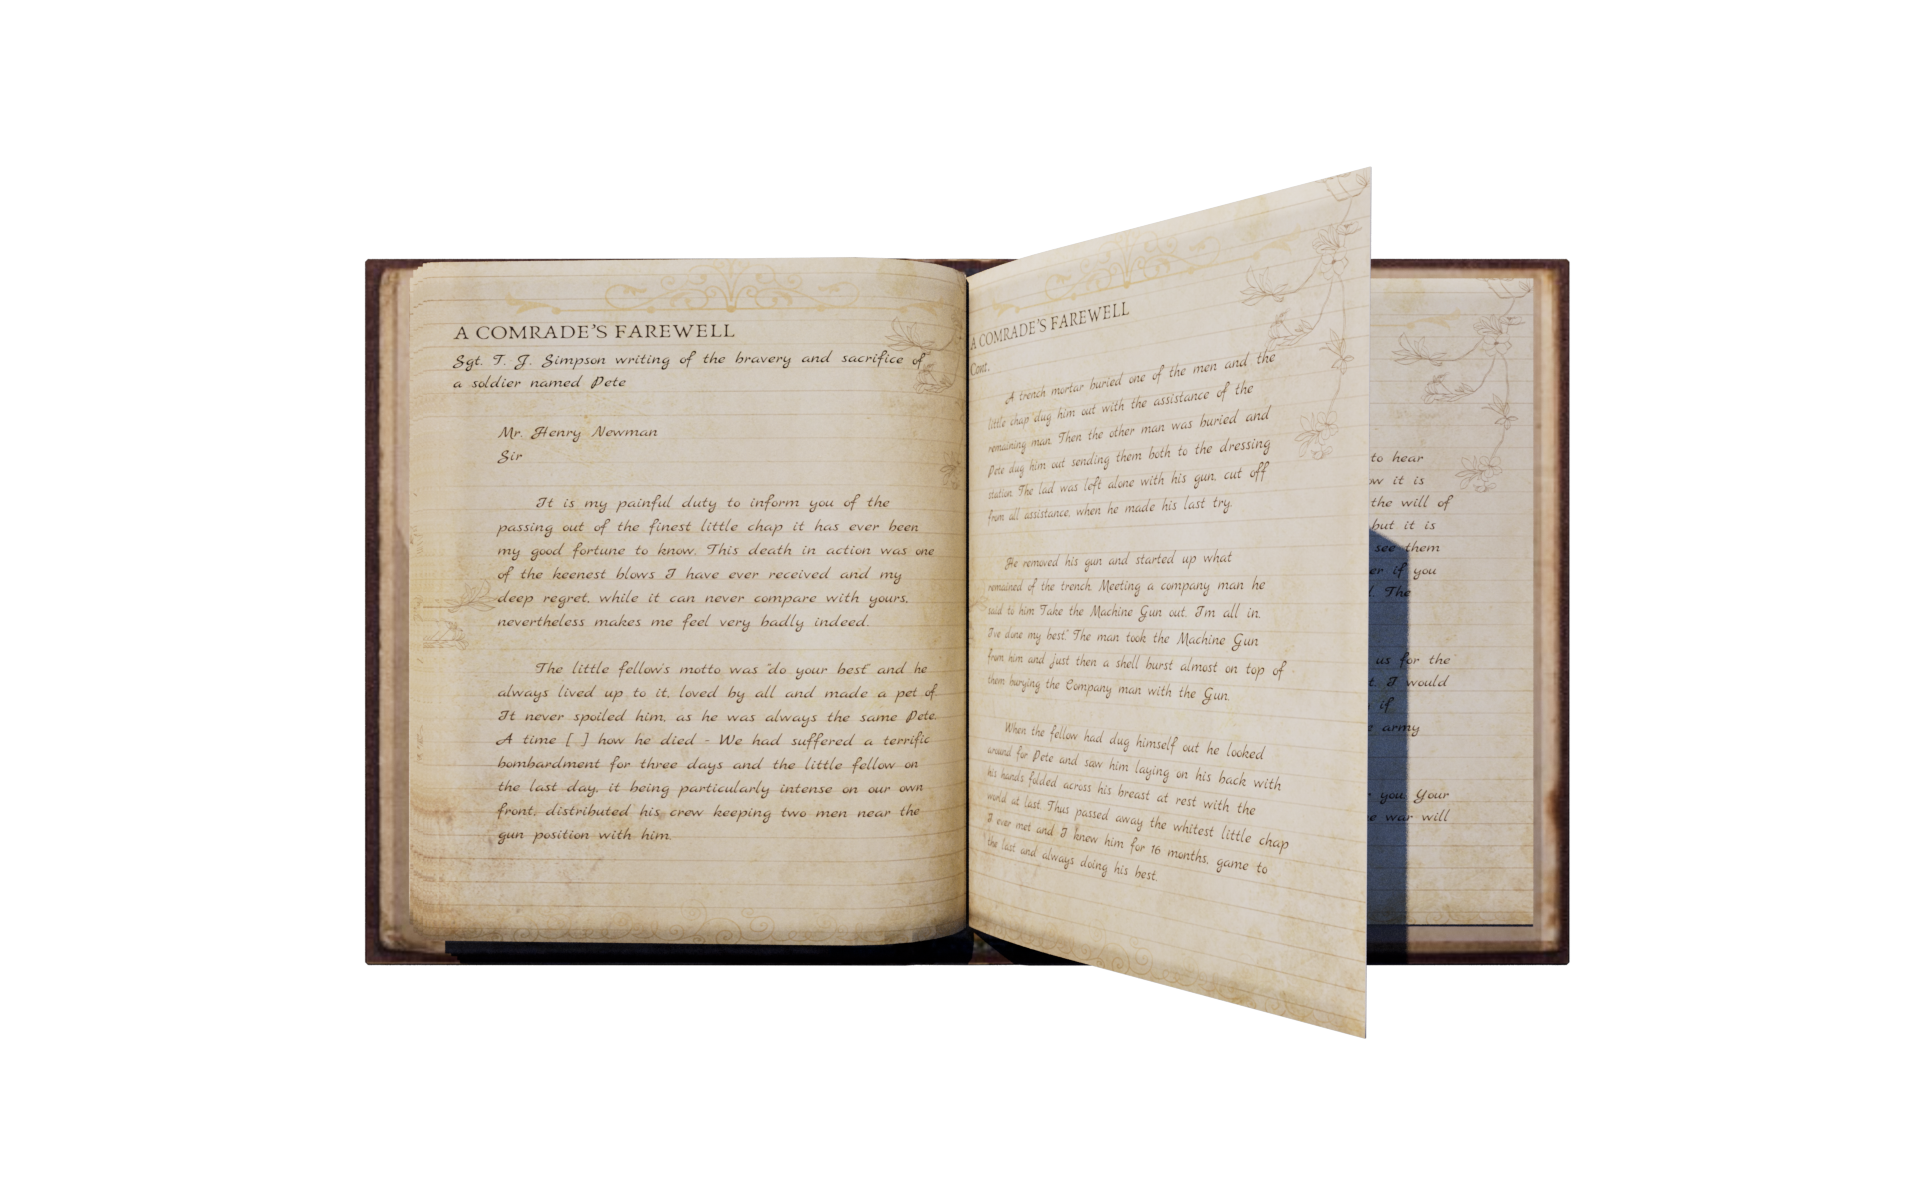 A COMRADE'S FAREWELL
Sgt. T. J. Simpson writing of the bravery and sacrifice of
a soldier named Pete
Mr. Henry Newman
Sir
It is my painful duty to inform you of the
passing out of the finest little chap it has ever been
my good fortune to know. This death in action was one
of the keenest blows I have ever received and my
deep regret, while it can never compare with yours,
nevertheless makes me feel very badly indeed.
The little fellow's motto was "do your best" and he
always lived up to it, loved by all and made a pet of.
It never spoiled him, as he was always the same Pete.
A time [ ] how he died - We had suffered a terrific
bombardment for three days and the little fellow on
the last day, it being particularly intense on our own
front, distributed his crew keeping two men near the
gun position with him.
A COMRADE'S FAREWELL
Cont.
A trench mortar buried one of the men and the
little chap dug him out with the assistance of the
remaining man. Then the other man was buried and
Pete dug him out sending them both to the dressing
station. The lad was left alone with his gun, cut off
from all assistance, when he made his last try.
He removed his gun and started up what
remained of the trench. Meeting a company man he
said to him Take the Machine Gun out, I'm all in.
I've done my best." The man took the Machine Gun
from him and just then a shell burst almost on top of
them burying the Company man with the Gun.
When the fellow had dug himself out he looked
around for Pete and saw him laying on his back with
his hands folded across his breast at rest with the
world at last. Thus passed away the whitest little chap
I ever met and I knew him for 16 months, game to
the last and always doing his best.
to hear
it is
the will of
but it is
see them
if you
The
us for the
I would
if
army
you. Your
war will